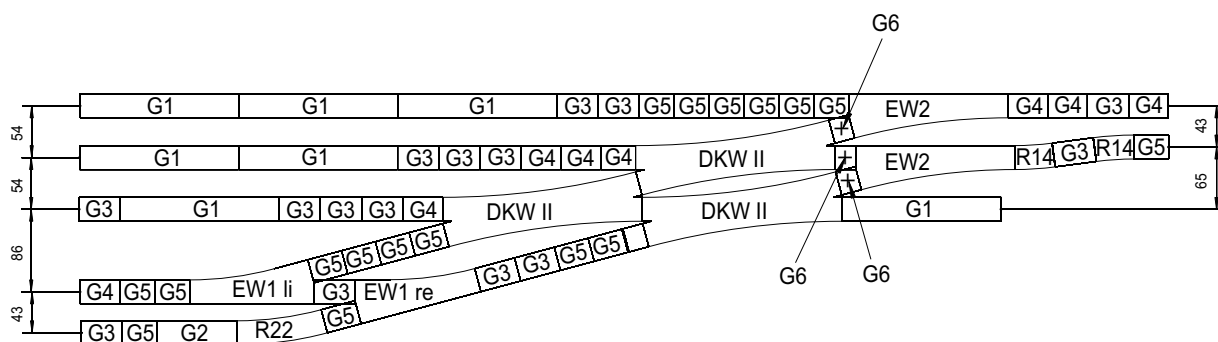 G6
G1 G1 G1 G3 G3 G5 G5 G5 G5 G5 G5 EW2 G4 G4 G3 G4
54 43
G1 G1 G3 G3 G3 G4 G4 G4 DKW II EW2 R14 G3 R14 G5
54 65
G3 G1 G3 G3 G3 G4 DKW II DKW II G1
86
G5 G5 G5 G5 G3 G3 G5 G5 G6 G6
G4 G5 G5 EW1 li G3 EW1 re
43
G3 G5 G2 R22 G5